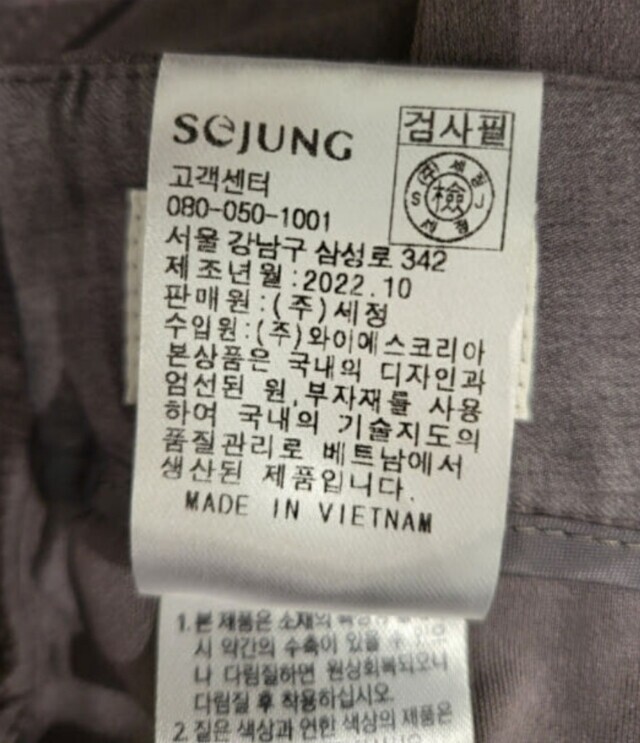 SEJUNG
검사필
(주)세정
檢
S J
세정
고객센터
080-050-1001
서울 강남구 삼성로 342
제조년월:2022.10
판매원:(주)세정
수입원:(주)와이에스코리아
본상품은 국내의 디자인과
엄선된 원,부자재를 사용
하여 국내의 기술지도의
품질관리로 베트남에서
생산된 제품입니다.
MADE IN VIETNAM
1.본 제품은 소재의
시 약간의 수축이 있을 수
나 다림질하면 원상회복되오니
다림질 후 착용하십시오.
2.짙은 색상과 연한 색상의 제품은